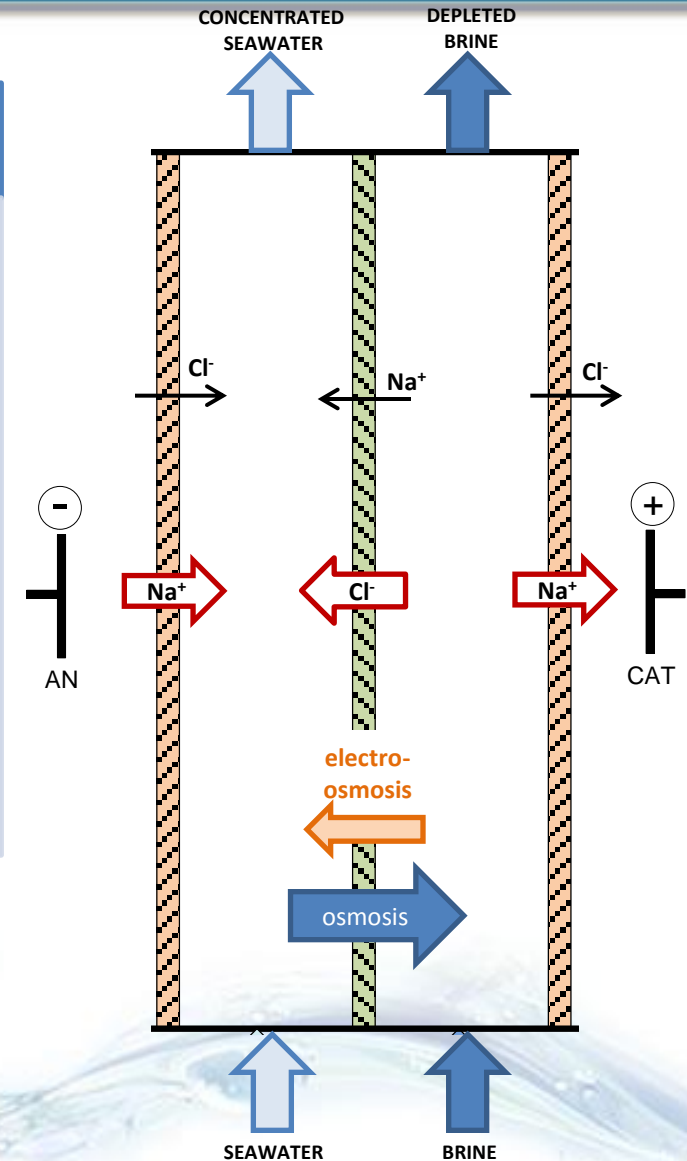 CONCENTRATED
SEAWATER
DEPLETED
BRINE
Cl⁻
Na⁺
Cl⁻
-
+
Na⁺
Cl⁻
Na⁺
AN
CAT
electro-
osmosis
osmosis
SEAWATER
BRINE